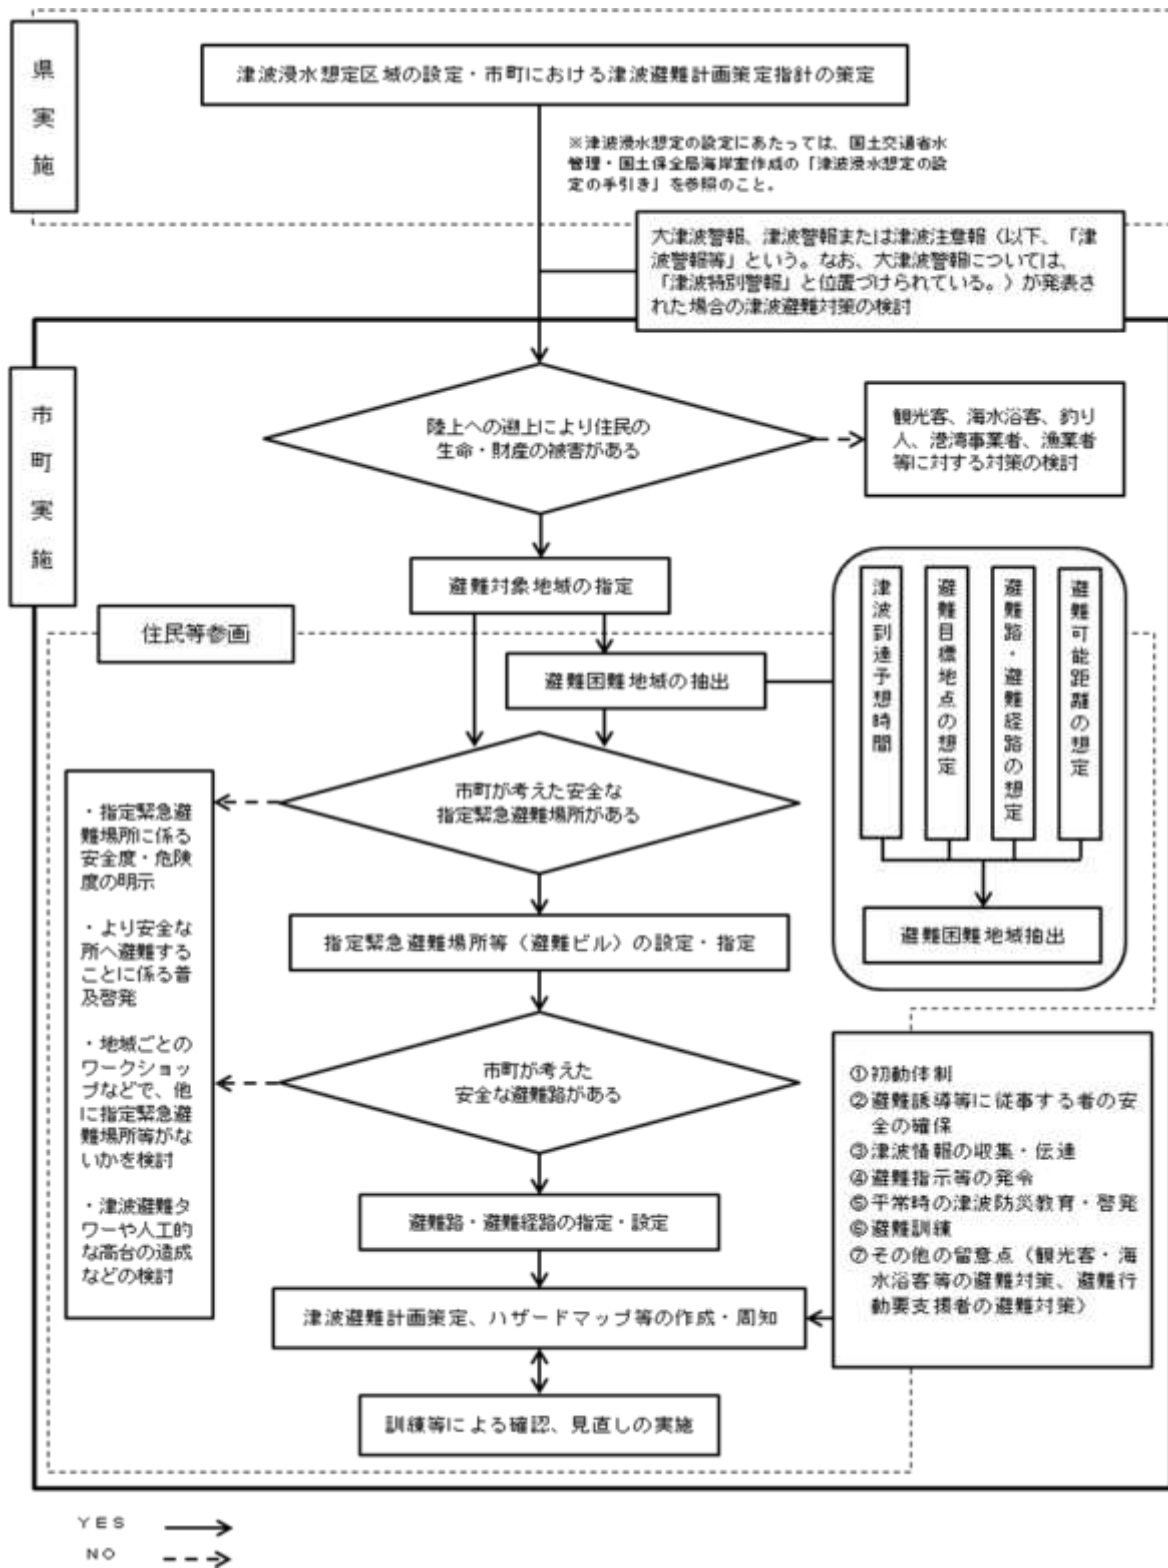 県実施
津波浸水想定区域の設定・市町における津波避難計画策定指針の策定
※津波浸水想定の設定にあたっては、国土交通省水
管理・国土保全局海岸室作成の「津波浸水想定の設
定の手引き」を参照のこと。
大津波警報、津波警報または津波注意報(以下、「津
波警報等」という。なお、大津波警報については、
「津波特別警報」と位置づけられている。)が発表さ
れた場合の津波避難対策の検討
市町実施
陸上への遡上により住民の
生命・財産の被害がある
観光客、海水浴客、釣り
人、港湾事業者、漁業者
等に対する対策の検討
避難対象地域の指定
住民等参画
避難困難地域の抽出
津波到達予想時間
避難目標地点の想定
避難路・避難経路の想定
避難可能距離の想定
避難困難地域抽出
市町が考えた安全な
指定緊急避難場所がある
・指定緊急避
難場所に係る
安全度・危険
度の明示
・より安全な
所へ避難する
ことに係る普
及啓発
・地域ごとの
ワークショッ
プなどで、他
に指定緊急避
難場所等がな
いかを検討
・津波避難タ
ワーや人工的
な高台の造成
などの検討
指定緊急避難場所等(避難ビル)の設定・指定
市町が考えた
安全な避難路がある
①初動体制
②避難誘導等に従事する者の安
全の確保
③津波情報の収集・伝達
④避難指示等の発令
⑤平常時の津波防災教育・啓発
⑥避難訓練
⑦その他の留意点(観光客・海
水浴客等の避難対策、避難行
動要支援者の避難対策)
避難路・避難経路の指定・設定
津波避難計画策定、ハザードマップ等の作成・周知
訓練等による確認、見直しの実施
YES
NO